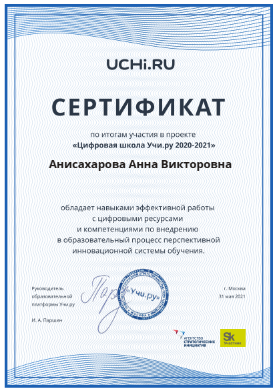 UCHi.RU
СЕРТИФИКАТ
по итогам участия в проекте
«Цифровая школа Учи.ру 2020-2021»
Анисахарова Анна Викторовна
обладает навыками эффективной работы
с цифровыми ресурсами
и компетенциями по внедрению
в образовательный процесс перспективной
инновационной системы обучения.
Руководитель
образовательной
платформы Учи.ру
И. А. Паршин
Учи.ру
г. Москва
31 мая 2021
АГЕНТСТВО
СТРАТЕГИЧЕСКИХ
ИНИЦИАТИВ
Sk